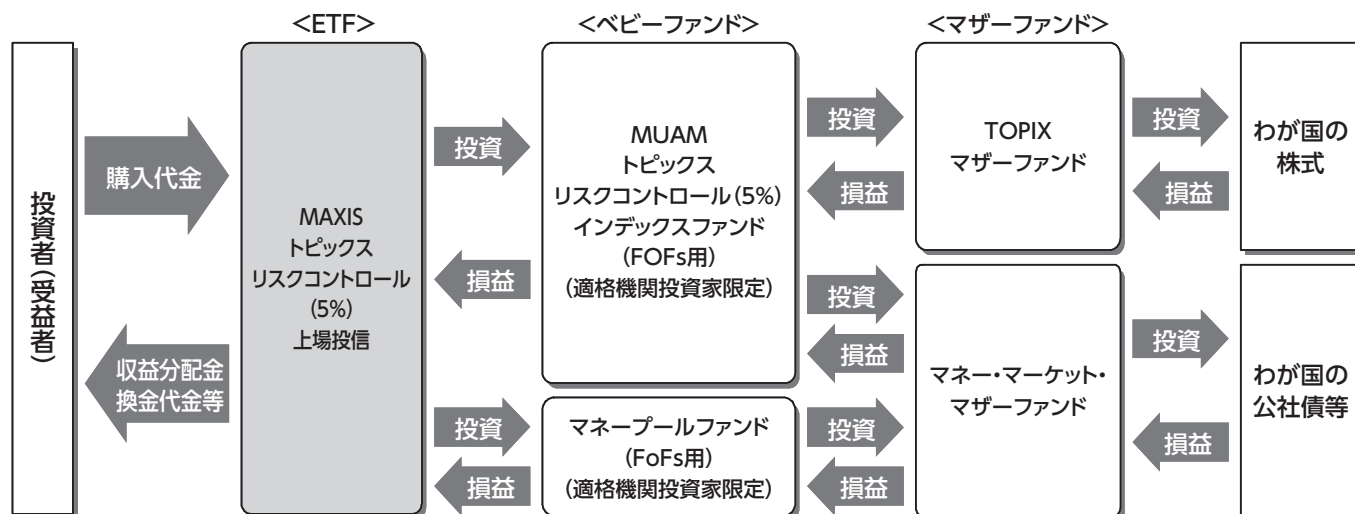 <ETF>
<ベビーファンド>
<マザーファンド>
投資者(受益者)
購入代金
収益分配金
換金代金等
MAXIS
トピックス
リスクコントロール
(5%)
上場投信
投資
損益
投資
損益
MUAM
トピックス
リスクコントロール(5%)
インデックスファンド
(FOFs用)
(適格機関投資家限定)
マネープールファンド
(FoFs用)
(適格機関投資家限定)
投資
損益
投資
損益
投資
損益
TOPIX
マザーファンド
マネー・マーケット・
マザーファンド
投資
損益
投資
損益
わが国の
株式
わが国の
公社債等